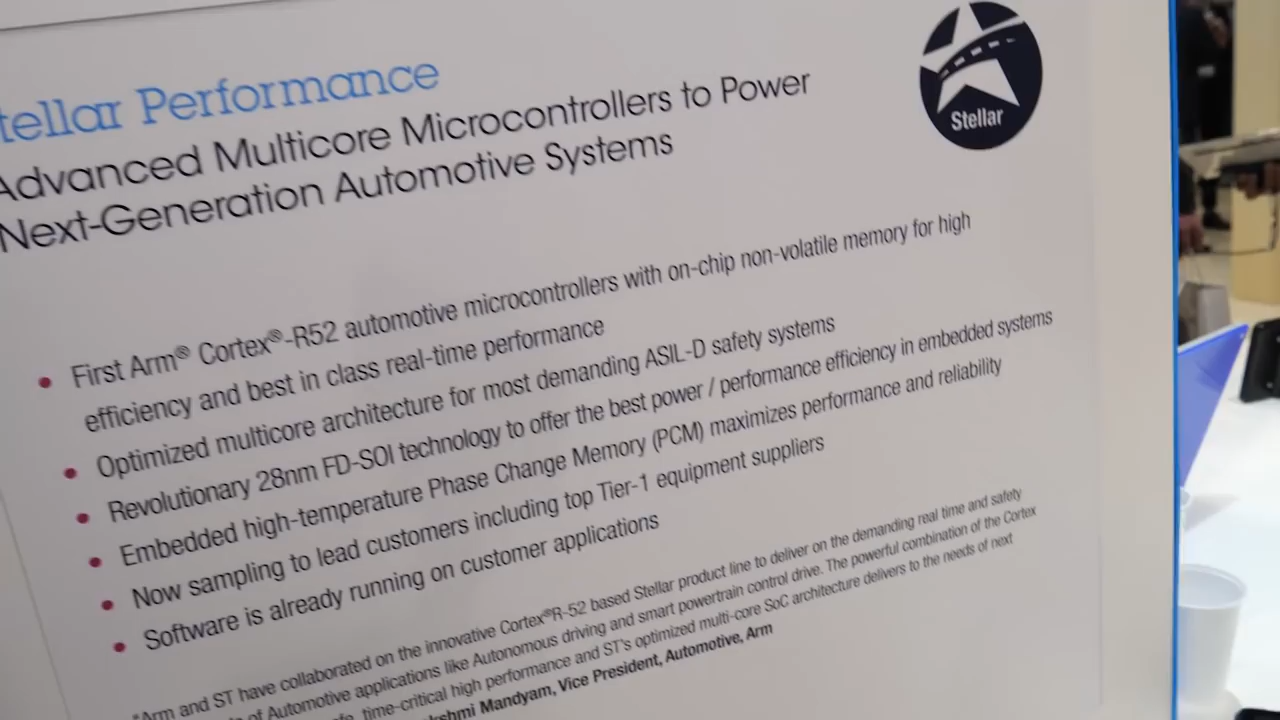 tellar Performance
Advanced Multicore Microcontrollers to Power
Next-Generation Automotive Systems
Stellar
• First Arm® Cortex®-R52 automotive microcontrollers with on-chip non-volatile memory for high
efficiency and best in class real-time performance
• Optimized multicore architecture for most demanding ASIL-D safety systems
• Revolutionary 28nm FD-SOI technology to offer the best power / performance efficiency in embedded systems
• Embedded high-temperature Phase Change Memory (PCM) maximizes performance and reliability
• Now sampling to lead customers including top Tier-1 equipment suppliers
• Software is already running on customer applications
"Arm and ST have collaborated on the innovative Cortex®R-52 based Stellar product line to deliver on the demanding real time and safety
of Automotive applications like Autonomous driving and smart powertrain control drive. The powerful combination of the Cortex
time-critical high performance and ST's optimized multi-core SoC architecture delivers to the needs of next
kshmi Mandyam, Vice President, Automotive, Arm